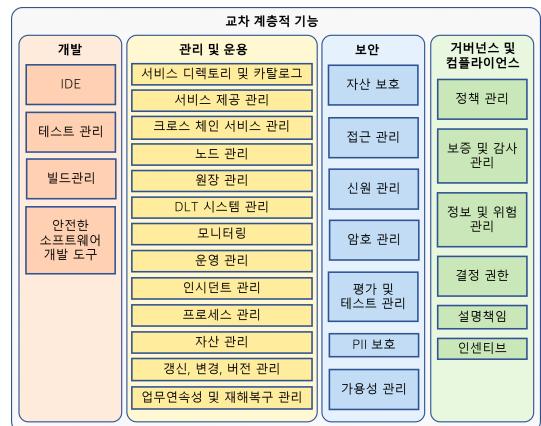 교차 계층적 기능
개발
IDE
테스트 관리
빌드관리
안전한
소프트웨어
개발 도구
관리 및 운용
서비스 디렉토리 및 카탈로그
서비스 제공 관리
크로스 체인 서비스 관리
노드 관리
원장 관리
DLT 시스템 관리
모니터링
운영 관리
인시던트 관리
프로세스 관리
자산 관리
갱신, 변경, 버전 관리
업무연속성 및 재해복구 관리
보안
자산 보호
접근 관리
신원 관리
암호 관리
평가 및
테스트 관리
PII 보호
가용성 관리
거버넌스 및
컴플라이언스
정책 관리
보증 및 감사
관리
정보 및 위험
관리
결정 권한
설명책임
인센티브